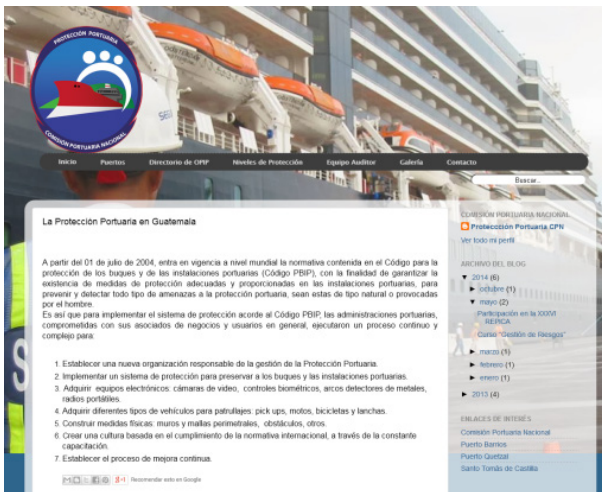 PROTECCIÓN PORTUARIA
COMISIÓN PORTUARIA NACIONAL
Inicio Puertos Directorio de OPIP Niveles de Protección Equipo Auditor Galería Contacto
Buscar...
La Protección Portuaria en Guatemala
A partir del 01 de julio de 2004, entra en vigencia a nivel mundial la normativa contenida en el Código para la
protección de los buques y de las instalaciones portuarias (Código PBIP), con la finalidad de garantizar la
existencia de medidas de protección adecuadas y proporcionadas en las instalaciones portuarias, para
prevenir y detectar todo tipo de amenazas a la protección portuaria, sean estas de tipo natural o provocadas
por el hombre.
Es así que para implementar el sistema de protección acorde al Código PBIP, las administraciones portuarias,
comprometidas con sus asociados de negocios y usuarios en general, ejecutaron un proceso continuo y
complejo para:
1. Establecer una nueva organización responsable de la gestión de la Protección Portuaria.
2. Implementar un sistema de protección para preservar a los buques y las instalaciones portuarias.
3. Adquirir equipos electrónicos: cámaras de video, controles biométricos, arcos detectores de metales,
radios portátiles.
4. Adquirir diferentes tipos de vehículos para patrullajes: pick ups, motos, bicicletas y lanchas.
5. Construir medidas físicas: muros y mallas perimetrales, obstáculos, otros.
6. Crear una cultura basada en el cumplimiento de la normativa internacional, a través de la constante
capacitación.
7. Establecer el proceso de mejora continua.
Recomendar esto en Google
COMISIÓN PORTUARIA NACIONAL
Protección Portuaria CPN
Ver todo mi perfil
ARCHIVO DEL BLOG
▼ 2014 (6)
► octubre (1)
▼ mayo (2)
Participación en la XXXVI
REPICA
Curso "Gestión de Riesgos"
► marzo (1)
► febrero (1)
► enero (1)
► 2013 (4)
ENLACES DE INTERÉS
Comisión Portuaria Nacional
Puerto Barrios
Puerto Quetzal
Santo Tomás de Castilla